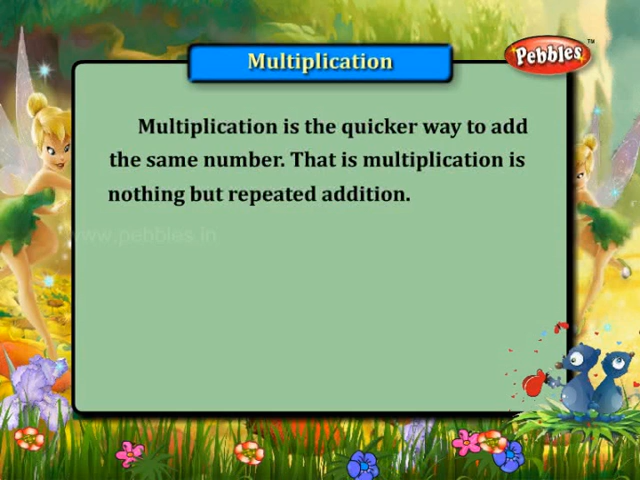 Multiplication
Pebbles™
Multiplication is the quicker way to add
the same number. That is multiplication is
nothing but repeated addition.
www.pebbles.in